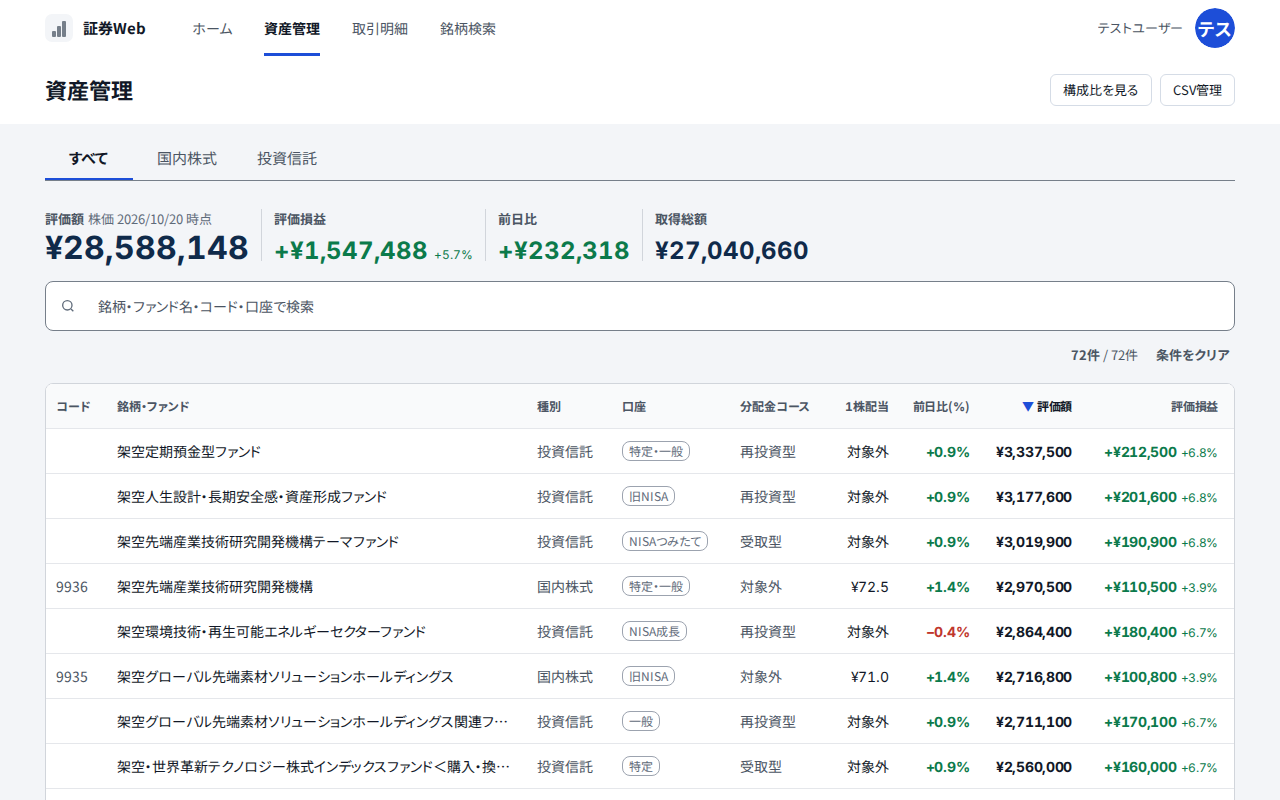 証券Web ホーム 資産管理 取引明細 銘柄検索 テストユーザー テス
資産管理 構成比を見る CSV管理
すべて 国内株式 投資信託
評価額 株価 2026/10/20 時点 評価損益 前日比 取得総額
¥28,588,148 +¥1,547,488 +5.7% +¥232,318 ¥27,040,660
銘柄・ファンド名・コード・口座で検索
72件 / 72件 条件をクリア
コード 銘柄・ファンド 種別 口座 分配金コース 1株配当 前日比(%) ▼ 評価額 評価損益
架空定期預金型ファンド 投資信託 特定・一般 再投資型 対象外 +0.9% ¥3,337,500 +¥212,500 +6.8%
架空人生設計・長期安全感・資産形成ファンド 投資信託 旧NISA 再投資型 対象外 +0.9% ¥3,177,600 +¥201,600 +6.8%
架空先端産業技術研究開発機構テーマファンド 投資信託 NISAつみたて 受取型 対象外 +0.9% ¥3,019,900 +¥190,900 +6.8%
9936 架空先端産業技術研究開発機構 国内株式 特定・一般 対象外 ¥72.5 +1.4% ¥2,970,500 +¥110,500 +3.9%
架空環境技術・再生可能エネルギーセクターファンド 投資信託 NISA成長 再投資型 対象外 −0.4% ¥2,864,400 +¥180,400 +6.7%
9935 架空グローバル先端素材ソリューションホールディングス 国内株式 旧NISA 対象外 ¥71.0 +1.4% ¥2,716,800 +¥100,800 +3.9%
架空グローバル先端素材ソリューションホールディングス関連フ… 投資信託 一般 再投資型 対象外 +0.9% ¥2,711,100 +¥170,100 +6.7%
架空・世界革新テクノロジー株式インデックスファンド＜購入・換… 投資信託 特定 受取型 対象外 +0.9% ¥2,560,000 +¥160,000 +6.7%